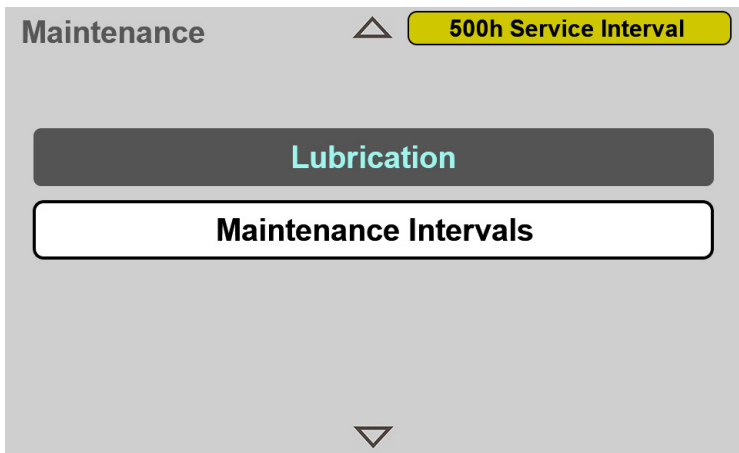 Maintenance
500h Service Interval
Lubrication
Maintenance Intervals